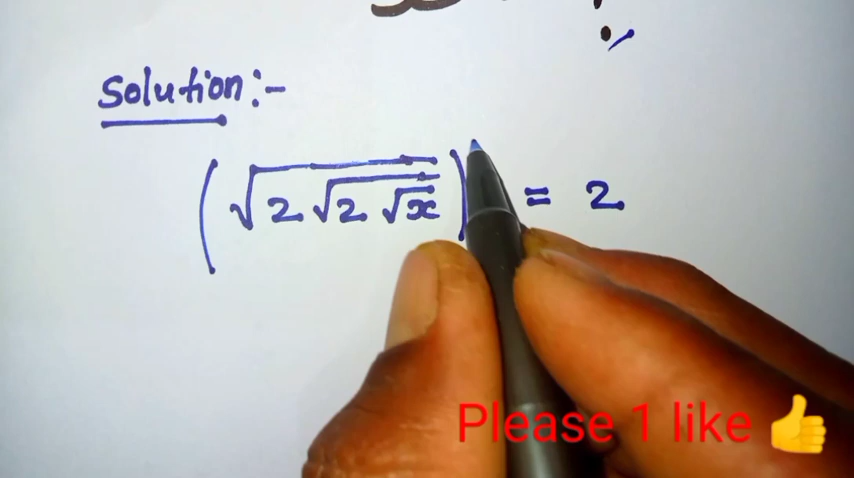 Solution:-
(√2√2√x) = 2
Please 1 like 👍